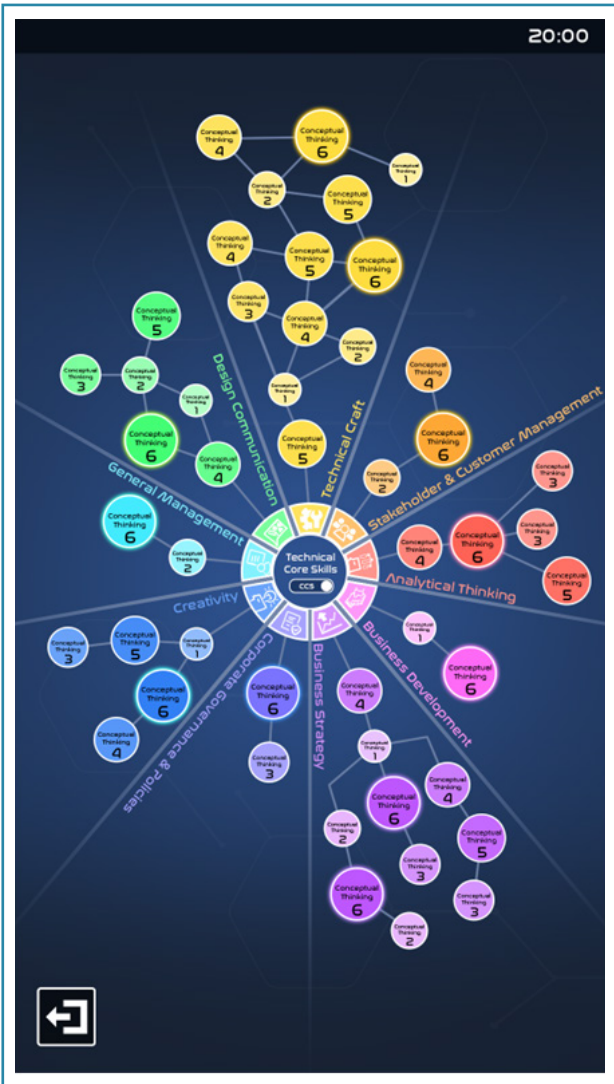 20:00
Conceptual
Thinking
4
Conceptual
Thinking
6
Conceptual
Thinking
1
Conceptual
Thinking
2
Conceptual
Thinking
5
Conceptual
Thinking
4
Conceptual
Thinking
5
Conceptual
Thinking
6
Conceptual
Thinking
3
Conceptual
Thinking
4
Conceptual
Thinking
2
Conceptual
Thinking
1
Conceptual
Thinking
5
Technical Craft
Conceptual
Thinking
5
Conceptual
Thinking
3
Conceptual
Thinking
2
Conceptual
Thinking
1
Conceptual
Thinking
6
Conceptual
Thinking
4
Design Communication
Conceptual
Thinking
4
Conceptual
Thinking
6
Conceptual
Thinking
2
Stakeholder & Customer Management
Conceptual
Thinking
6
Conceptual
Thinking
2
General Management
Technical
Core Skills
CCS
Conceptual
Thinking
3
Conceptual
Thinking
3
Conceptual
Thinking
4
Conceptual
Thinking
6
Conceptual
Thinking
5
Analytical Thinking
Creativity
Conceptual
Thinking
3
Conceptual
Thinking
5
Conceptual
Thinking
1
Conceptual
Thinking
6
Conceptual
Thinking
4
Corporate Governance & Policies
Conceptual
Thinking
6
Conceptual
Thinking
3
Business Strategy
Conceptual
Thinking
1
Conceptual
Thinking
6
Business Development
Conceptual
Thinking
4
Conceptual
Thinking
1
Conceptual
Thinking
6
Conceptual
Thinking
4
Conceptual
Thinking
2
Conceptual
Thinking
5
Conceptual
Thinking
3
Conceptual
Thinking
6
Conceptual
Thinking
3
Conceptual
Thinking
2